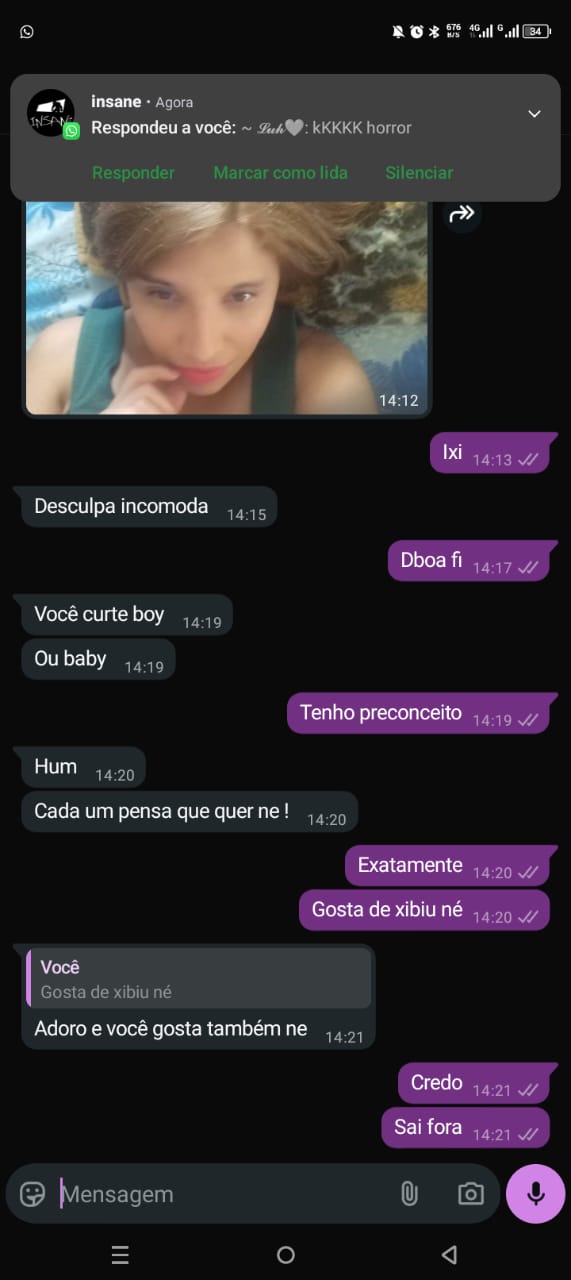 676
B/S
4G
G
34
INSANE
insane • Agora
Respondeu a você: ~ 𝓛𝓾𝓱🤍: kKKKK horror
Responder Marcar como lida Silenciar
14:12
Ixi 14:13
Desculpa incomoda 14:15
Dboa fi 14:17
Você curte boy 14:19
Ou baby 14:19
Tenho preconceito 14:19
Hum 14:20
Cada um pensa que quer ne ! 14:20
Exatamente 14:20
Gosta de xibiu né 14:20
Você
Gosta de xibiu né
Adoro e você gosta também ne 14:21
Credo 14:21
Sai fora 14:21
Mensagem